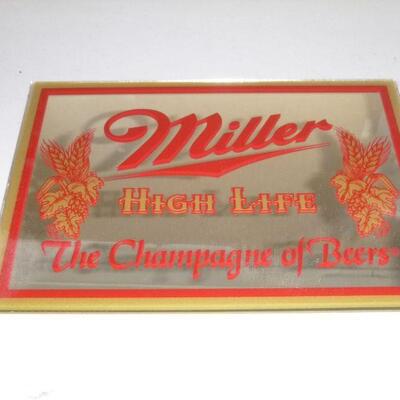 Miller
HIGH LIFE
The Champagne of Beers